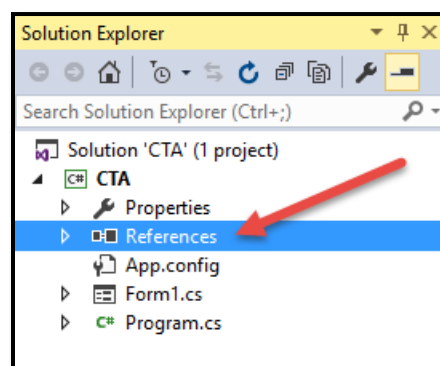 Solution Explorer
Search Solution Explorer (Ctrl+;)
Solution 'CTA' (1 project)
C# CTA
Properties
References
App.config
Form1.cs
C# Program.cs